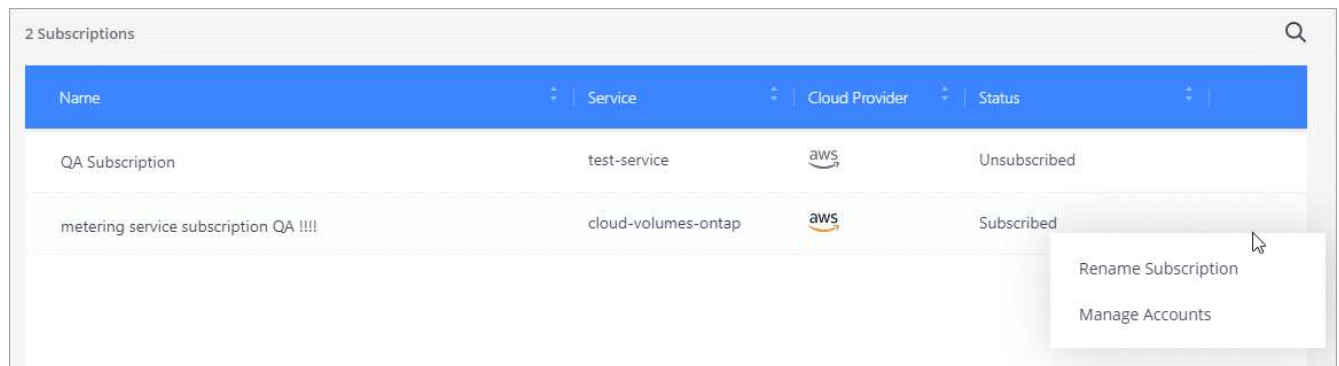 2 Subscriptions
Name Service Cloud Provider Status
QA Subscription test-service aws Unsubscribed
metering service subscription QA !!!! cloud-volumes-ontap aws Subscribed
Rename Subscription
Manage Accounts